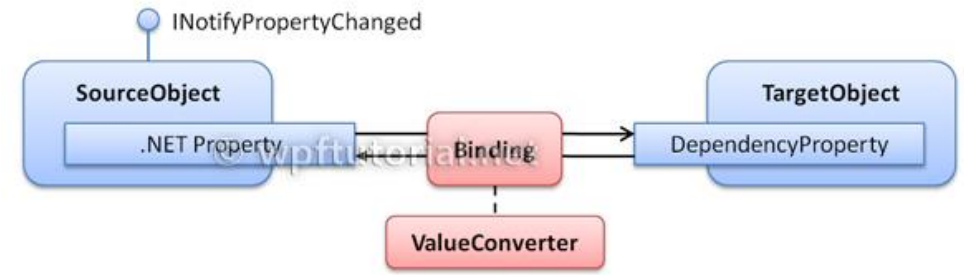 INotifyPropertyChanged
SourceObject
TargetObject
.NET Property
Binding
DependencyProperty
© wpftutorial.net
ValueConverter